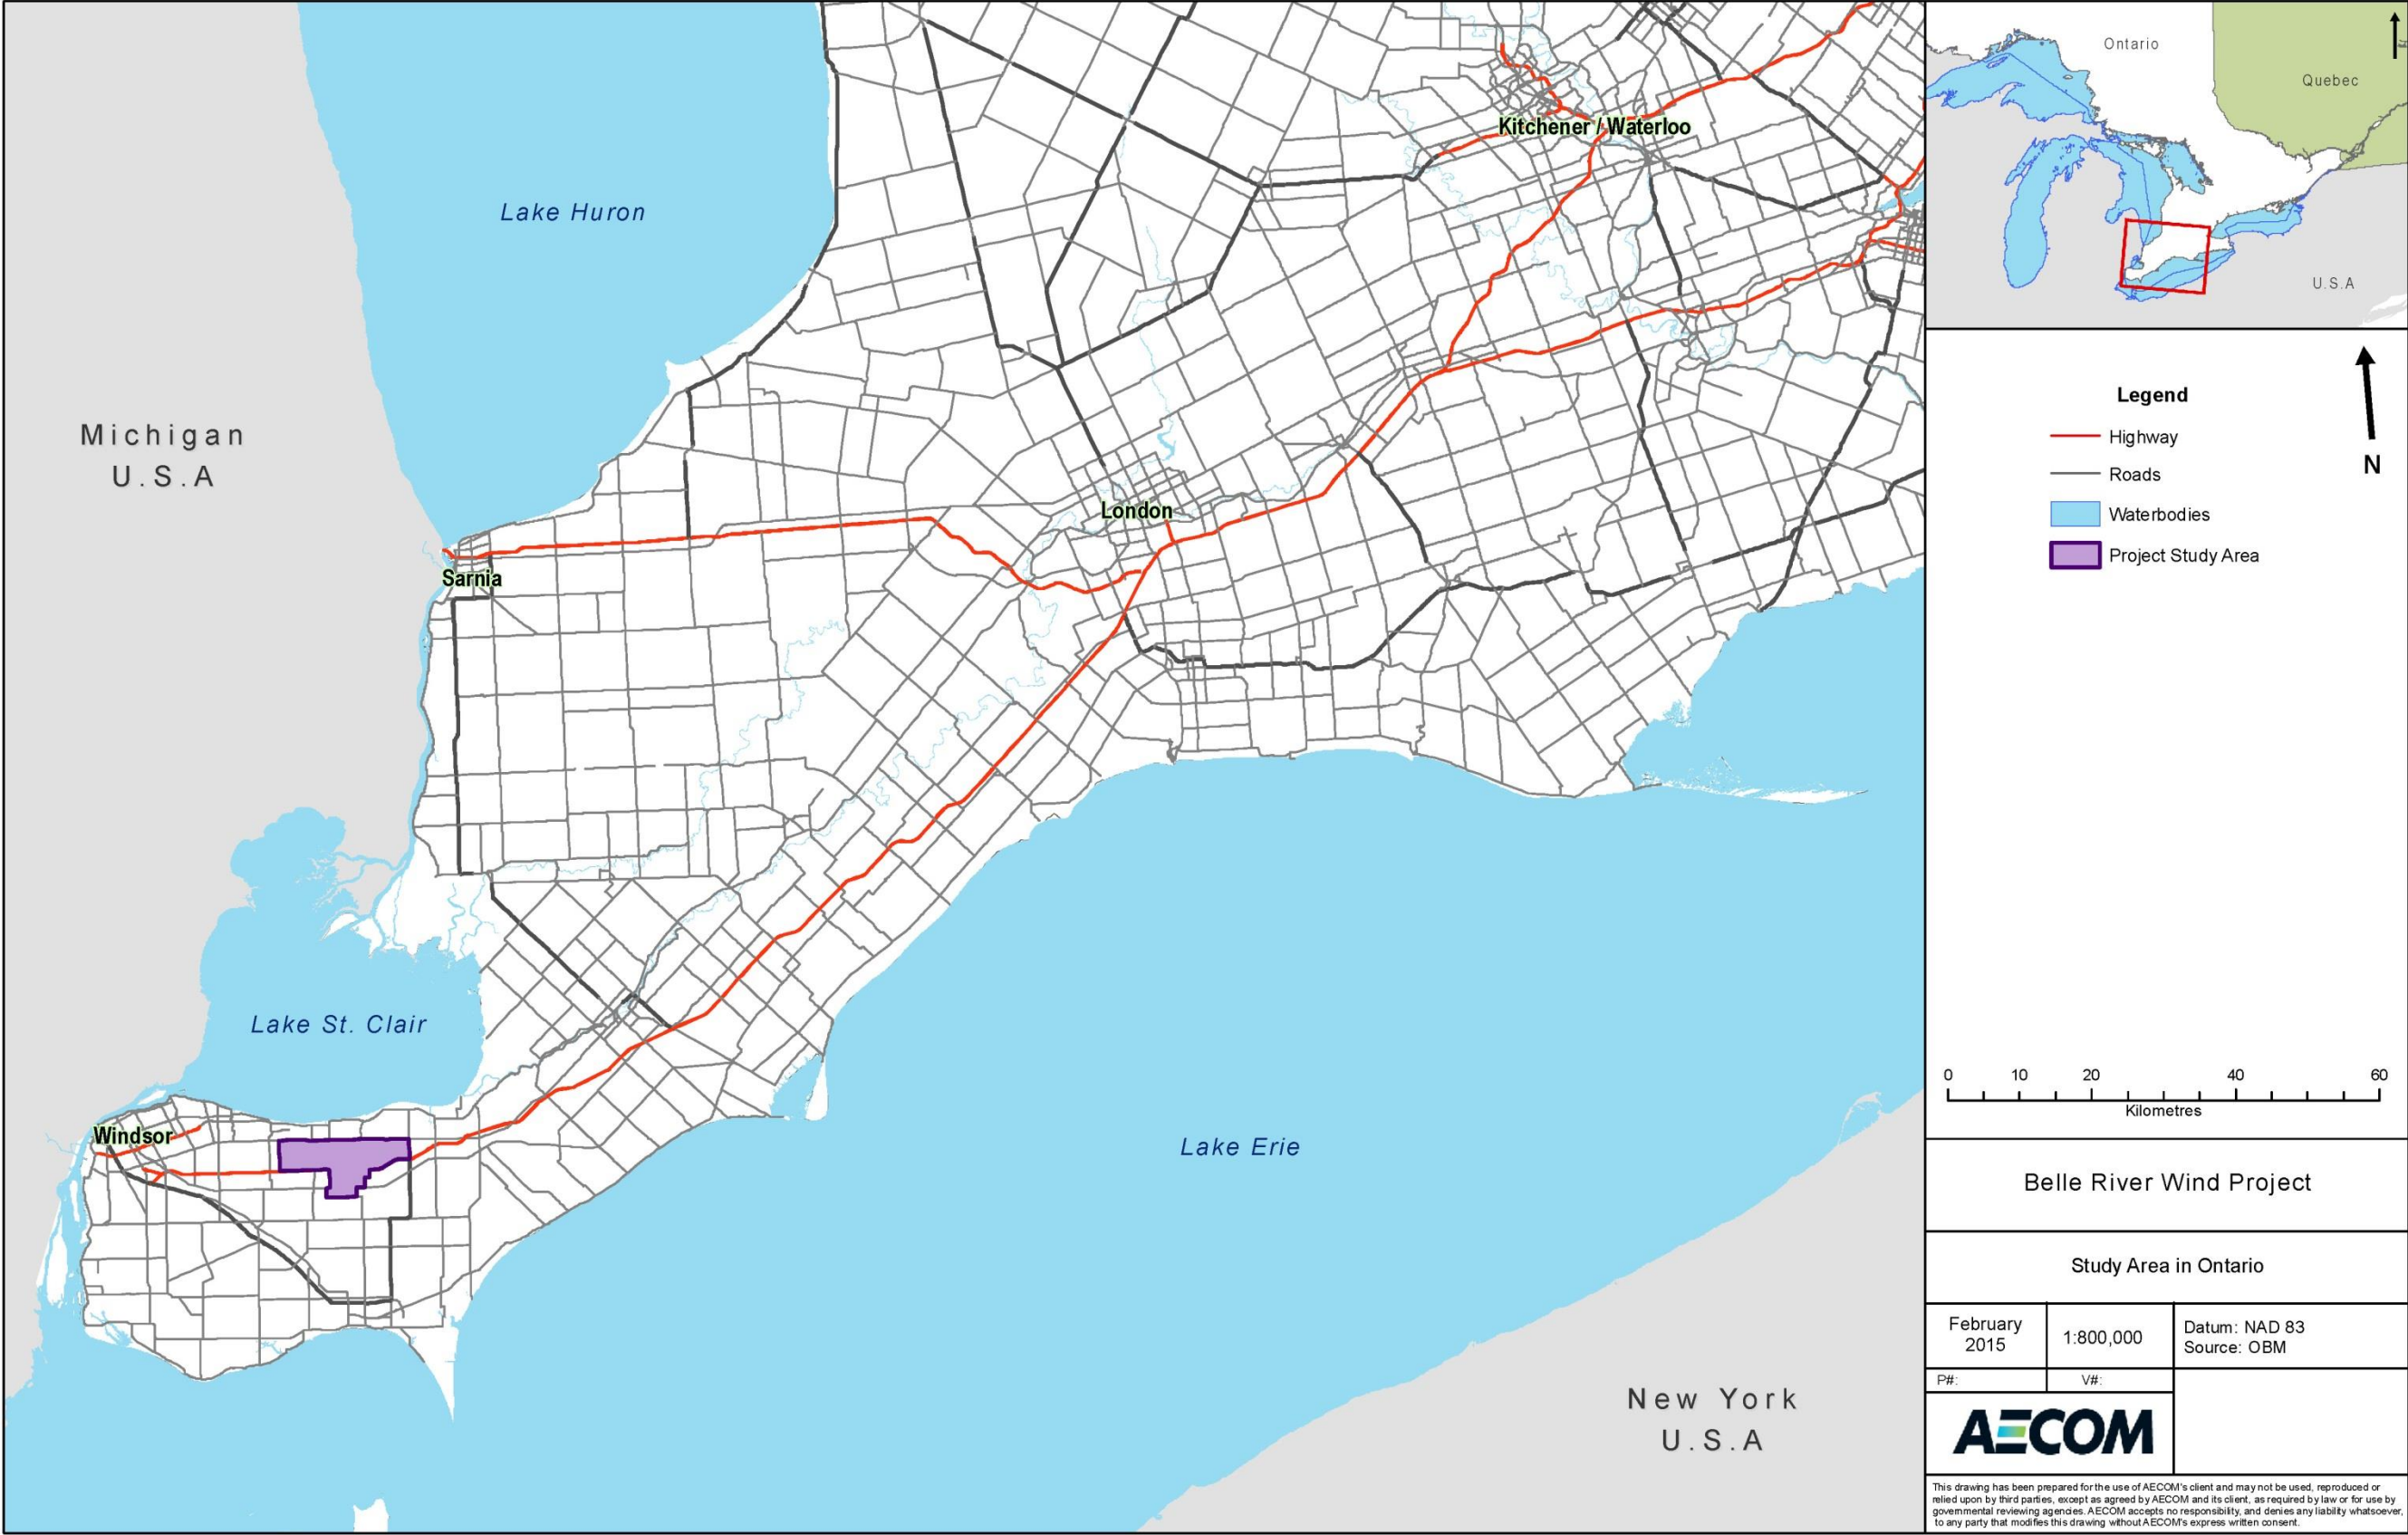 Lake Huron
Michigan
U.S.A
Kitchener / Waterloo
London
Sarnia
Lake St. Clair
Windsor
Lake Erie
New York
U.S.A
Ontario
Quebec
U.S.A
Legend
Highway
Roads
Waterbodies
Project Study Area
N
0 10 20 40 60
Kilometres
Belle River Wind Project
Study Area in Ontario
February
2015
1:800,000
Datum: NAD 83
Source: OBM
P#:
V#:
AECOM
This drawing has been prepared for the use of AECOM's client and may not be used, reproduced or
relied upon by third parties, except as agreed by AECOM and its client, as required by law or for use by
governmental reviewing agencies. AECOM accepts no responsibility, and denies any liability whatsoever,
to any party that modifies this drawing without AECOM's express written consent.